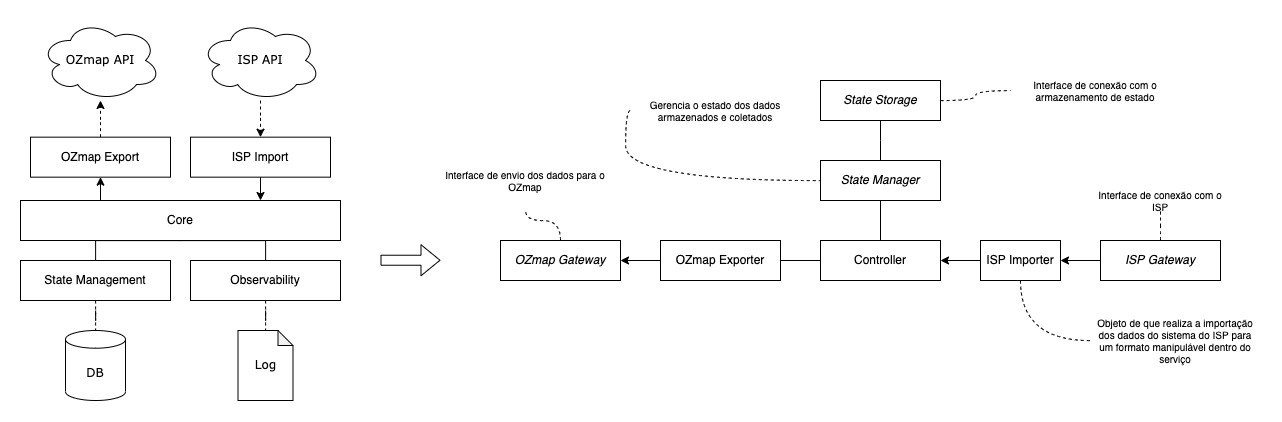 OZmap API
ISP API
OZmap Export
ISP Import
Core
State Management
Observability
DB
Log
State Storage
Interface de conexão com o
armazenamento de estado
Gerencia o estado dos dados
armazenados e coletados
State Manager
Interface de envio dos dados para o
OZmap
Interface de conexão com o
ISP
OZmap Gateway
OZmap Exporter
Controller
ISP Importer
ISP Gateway
Objeto de que realiza a importação
dos dados do sistema do ISP para
um formato manipulável dentro do
serviço